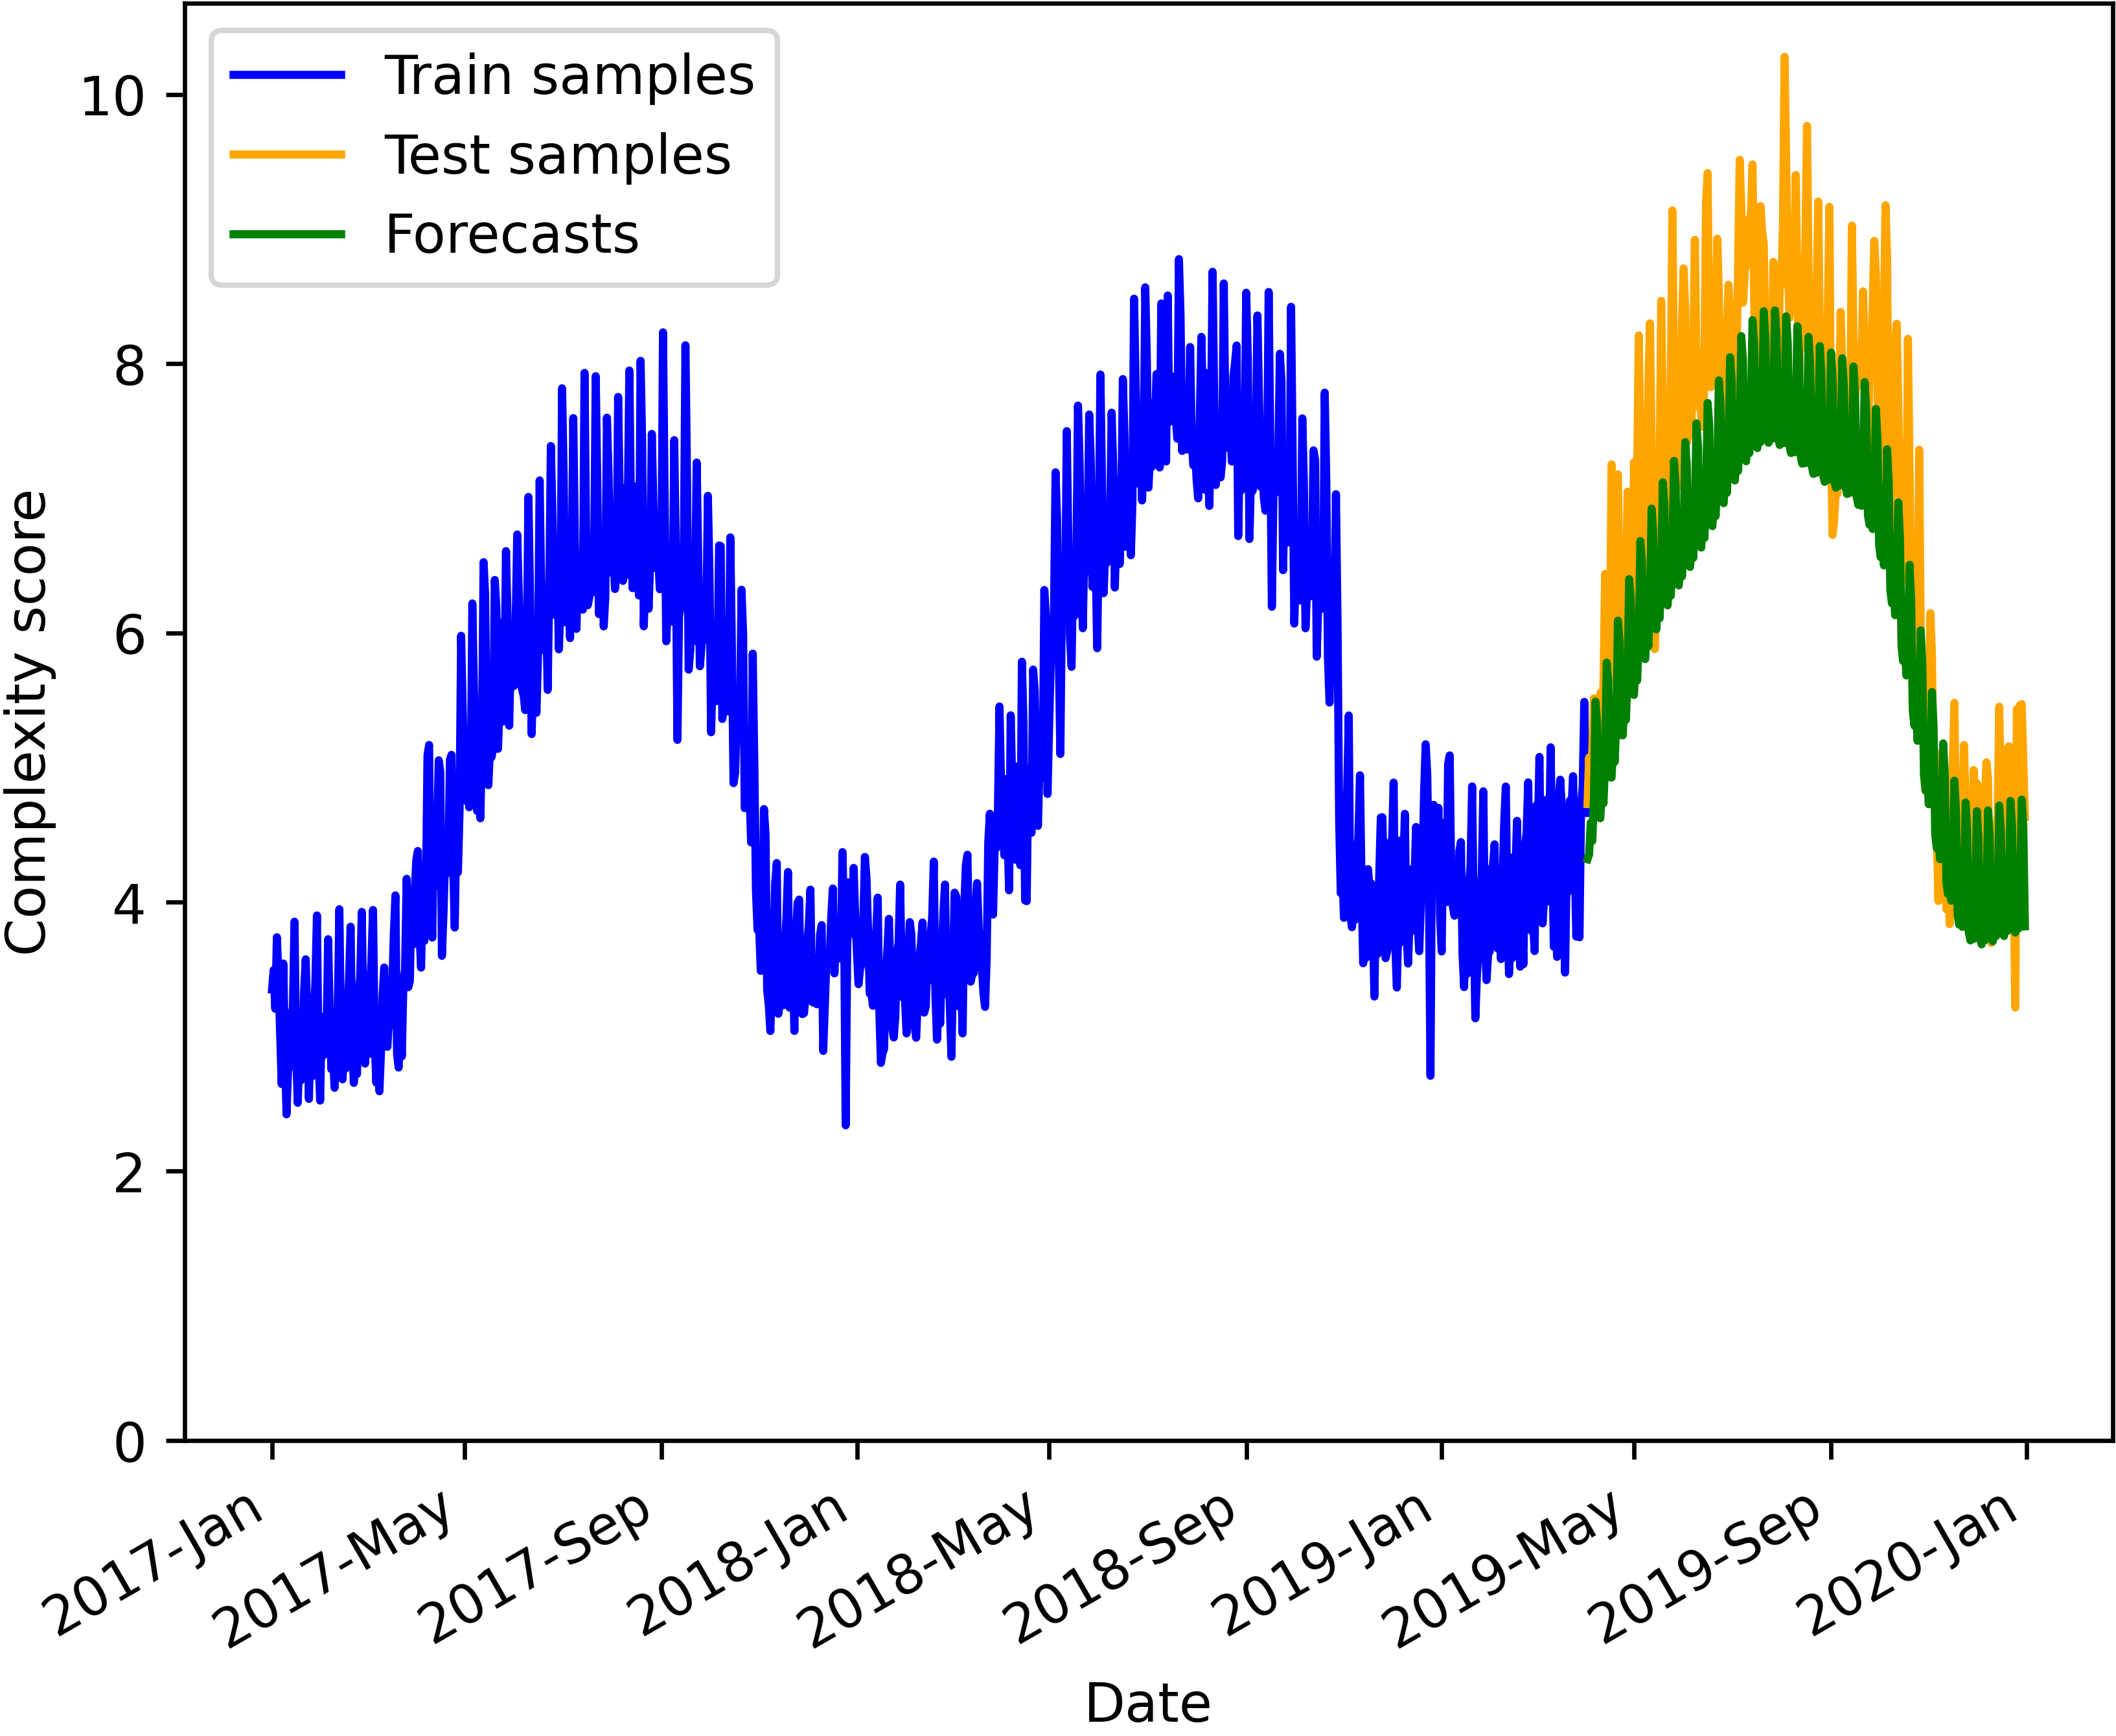 Train samples
Test samples
Forecasts
Complexity score
10
8
6
4
2
0
2017-Jan
2017-May
2017-Sep
2018-Jan
2018-May
2018-Sep
2019-Jan
2019-May
2019-Sep
2020-Jan
Date